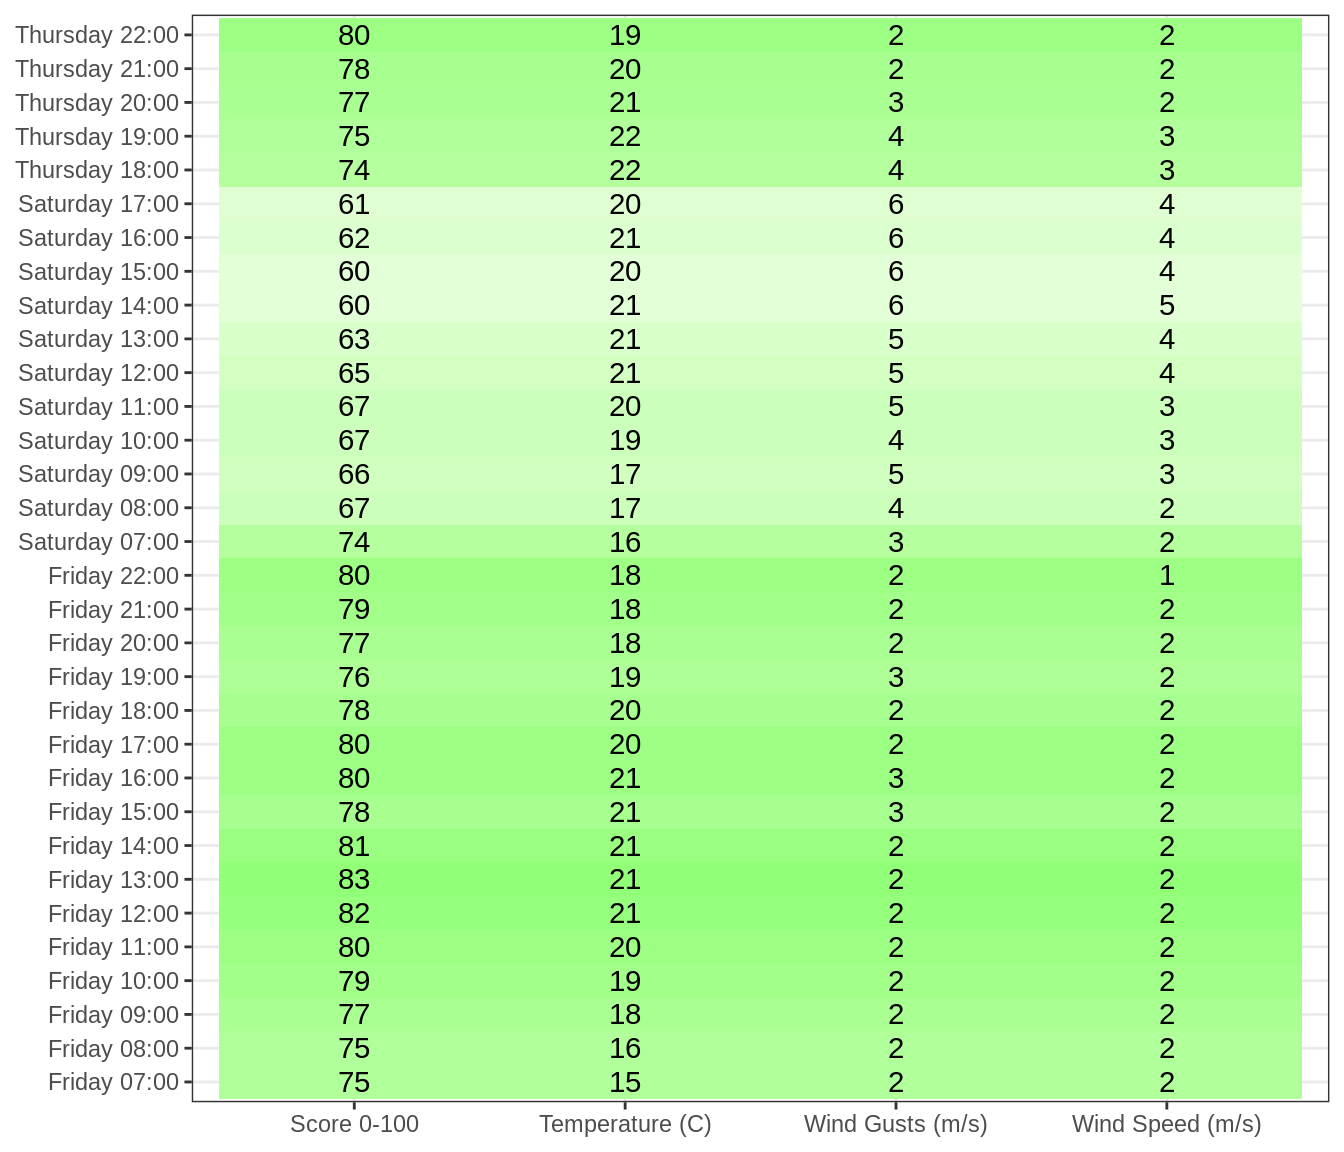 Thursday 22:00 80 19 2 2
Thursday 21:00 78 20 2 2
Thursday 20:00 77 21 3 2
Thursday 19:00 75 22 4 3
Thursday 18:00 74 22 4 3
Saturday 17:00 61 20 6 4
Saturday 16:00 62 21 6 4
Saturday 15:00 60 20 6 4
Saturday 14:00 60 21 6 5
Saturday 13:00 63 21 5 4
Saturday 12:00 65 21 5 4
Saturday 11:00 67 20 5 3
Saturday 10:00 67 19 4 3
Saturday 09:00 66 17 5 3
Saturday 08:00 67 17 4 2
Saturday 07:00 74 16 3 2
Friday 22:00 80 18 2 1
Friday 21:00 79 18 2 2
Friday 20:00 77 18 2 2
Friday 19:00 76 19 3 2
Friday 18:00 78 20 2 2
Friday 17:00 80 20 2 2
Friday 16:00 80 21 3 2
Friday 15:00 78 21 3 2
Friday 14:00 81 21 2 2
Friday 13:00 83 21 2 2
Friday 12:00 82 21 2 2
Friday 11:00 80 20 2 2
Friday 10:00 79 19 2 2
Friday 09:00 77 18 2 2
Friday 08:00 75 16 2 2
Friday 07:00 75 15 2 2
Score 0-100 Temperature (C) Wind Gusts (m/s) Wind Speed (m/s)